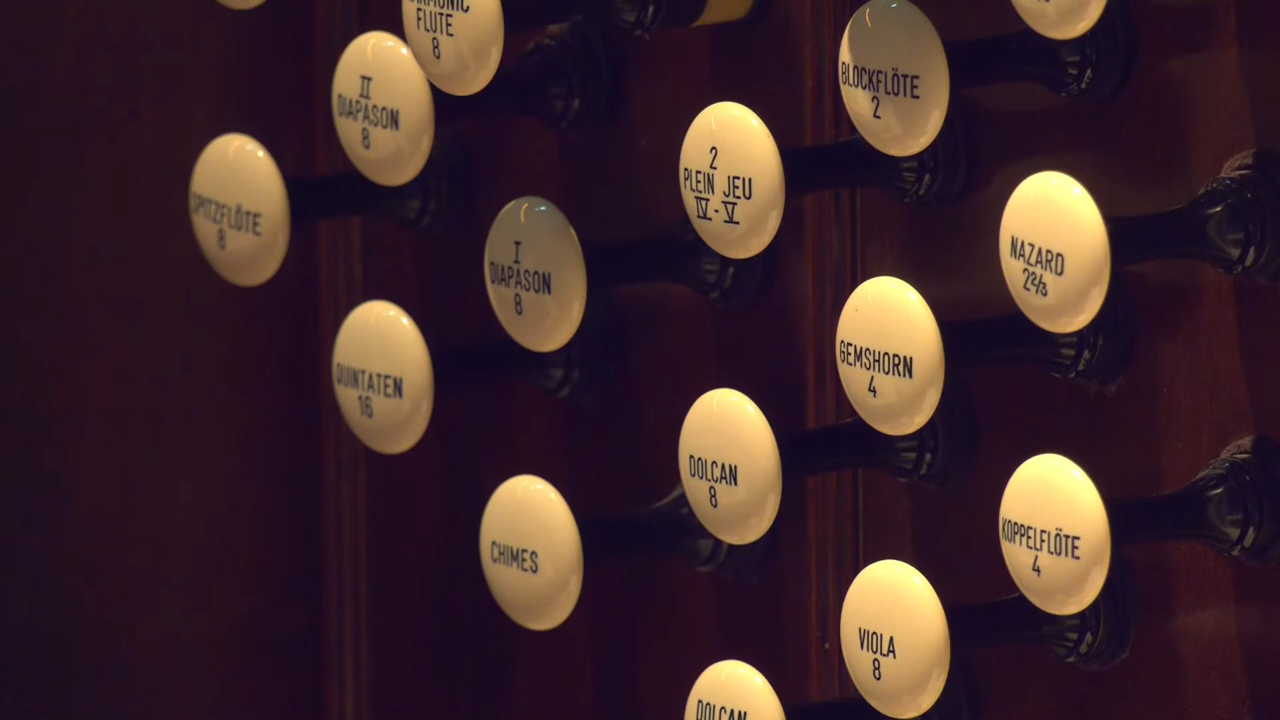 FLUTE
8
II
DIAPASON
8
BLOCKFLÖTE
2
2
PLEIN JEU
IV-V
SPITZFLÖTE
8
I
DIAPASON
8
NAZARD
2⅔
GEMSHORN
4
QUINTATEN
16
DOLCAN
8
CHIMES
KOPPELFLÖTE
4
VIOLA
8
DOLCAN